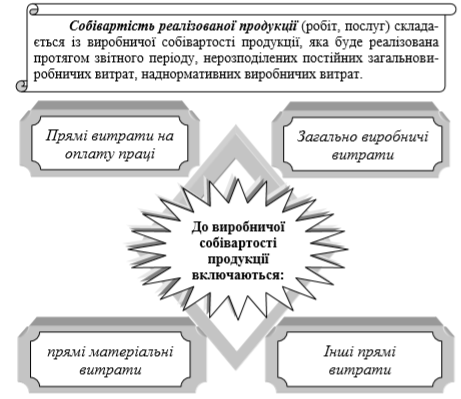 Собівартість реалізованої продукції (робіт, послуг) склада-
ється із виробничої собівартості продукції, яка буде реалізована
протягом звітного періоду, нерозподілених постійних загальнови-
робничих витрат, наднормативних виробничих витрат.
Прямі витрати на
оплату праці
Загально виробничі
витрати
До виробничої
собівартості
продукції
включаються:
прямі матеріальні
витрати
Інші прямі
витрати